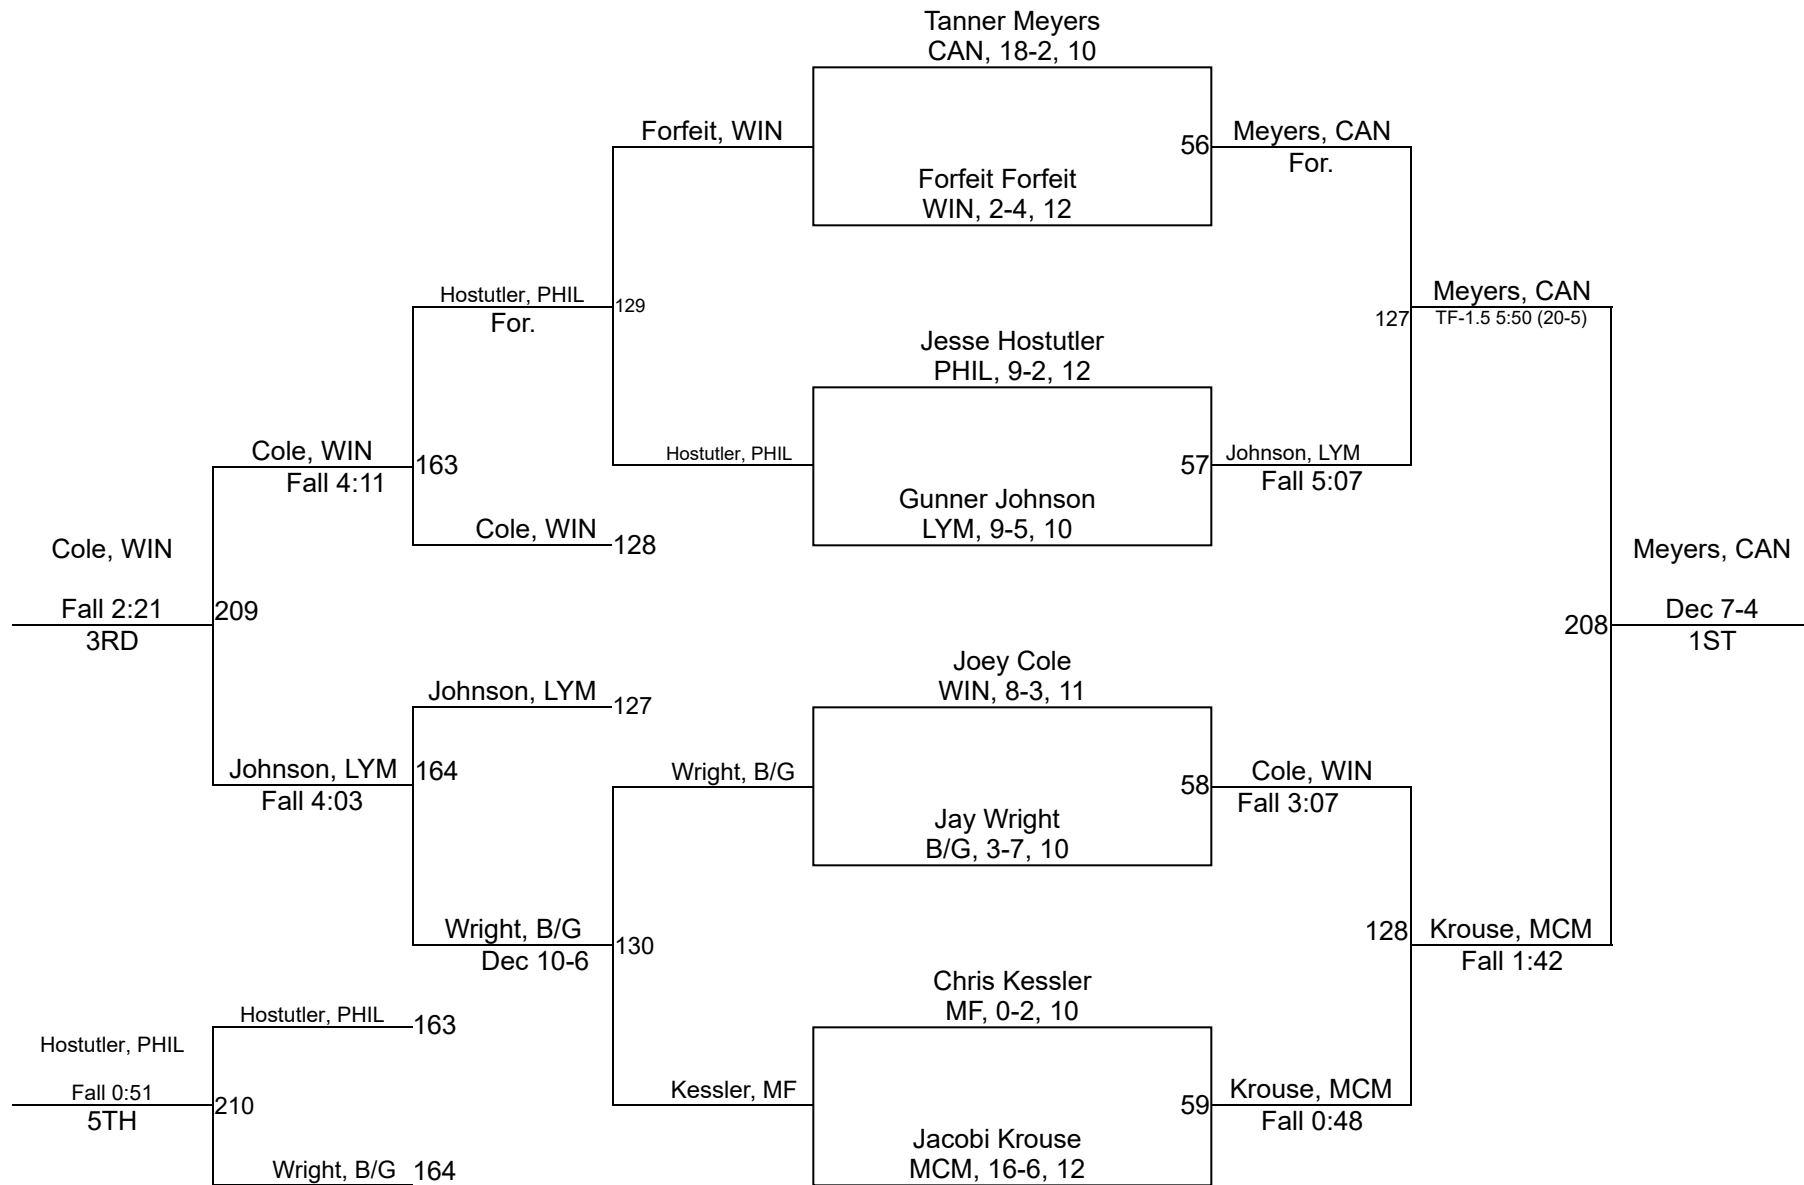 Tanner Meyers
CAN, 18-2, 10
Forfeit, WIN
56
Meyers, CAN
For.
Forfeit Forfeit
WIN, 2-4, 12
Hostutler, PHIL
For.
129
Meyers, CAN
127
TF-1.5 5:50 (20-5)
Jesse Hostutler
PHIL, 9-2, 12
Cole, WIN
Fall 4:11
163
Hostutler, PHIL
57
Johnson, LYM
Fall 5:07
Gunner Johnson
LYM, 9-5, 10
Cole, WIN
128
Cole, WIN
Fall 2:21
3RD
209
Meyers, CAN
208
Dec 7-4
1ST
Joey Cole
WIN, 8-3, 11
Johnson, LYM
127
Johnson, LYM
Fall 4:03
164
Wright, B/G
58
Cole, WIN
Fall 3:07
Jay Wright
B/G, 3-7, 10
Wright, B/G
Dec 10-6
130
128
Krouse, MCM
Fall 1:42
Chris Kessler
MF, 0-2, 10
Hostutler, PHIL
163
Hostutler, PHIL
Fall 0:51
5TH
210
Kessler, MF
59
Krouse, MCM
Fall 0:48
Jacobi Krouse
MCM, 16-6, 12
Wright, B/G
164